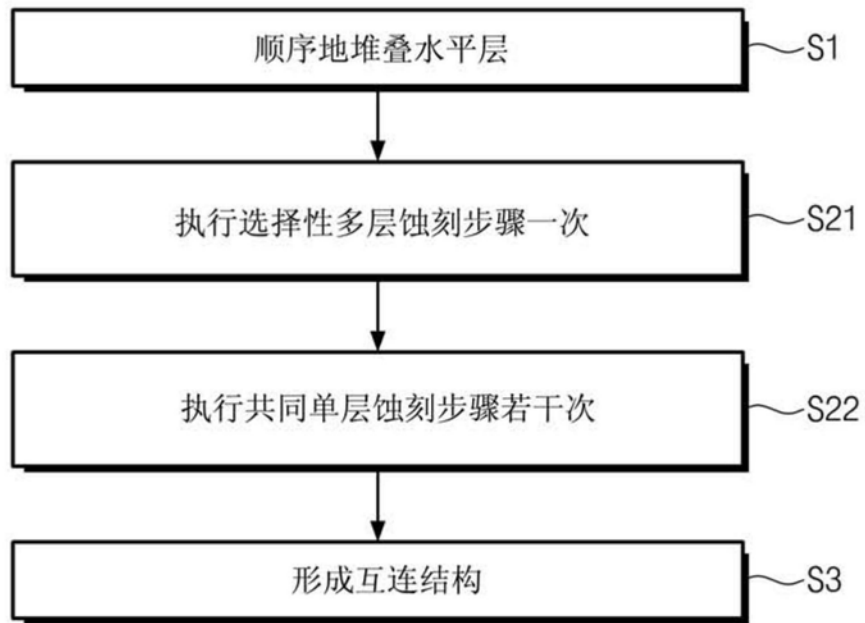 顺序地堆叠水平层
S1
执行选择性多层蚀刻步骤一次
S21
执行共同单层蚀刻步骤若干次
S22
形成互连结构
S3